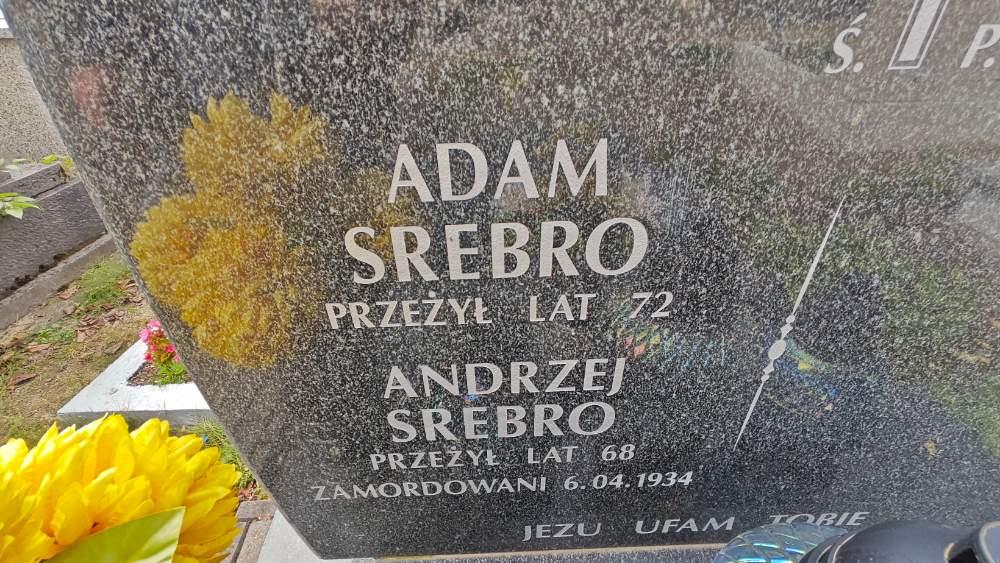 Ś. P.
ADAM
SREBRO
PRZEŻYŁ LAT 72
ANDRZEJ
SREBRO
PRZEŻYŁ LAT 68
ZAMORDOWANI 6.04.1934
JEZU UFAM TOBIE